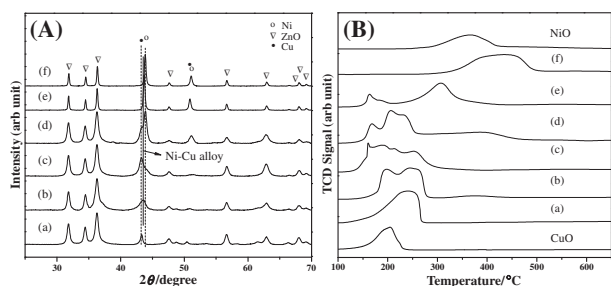 (A)
○ Ni
▽ ZnO
• Cu
(f)
(e)
(d)
(c)
(b)
(a)
Ni-Cu alloy
Intensity (arb unit)
30 40 50 60 70
2θ/degree
(B)
NiO
(f)
(e)
(d)
(c)
(b)
(a)
CuO
TCD Signal (arb unit)
100 200 300 400 500 600
Temperature/°C